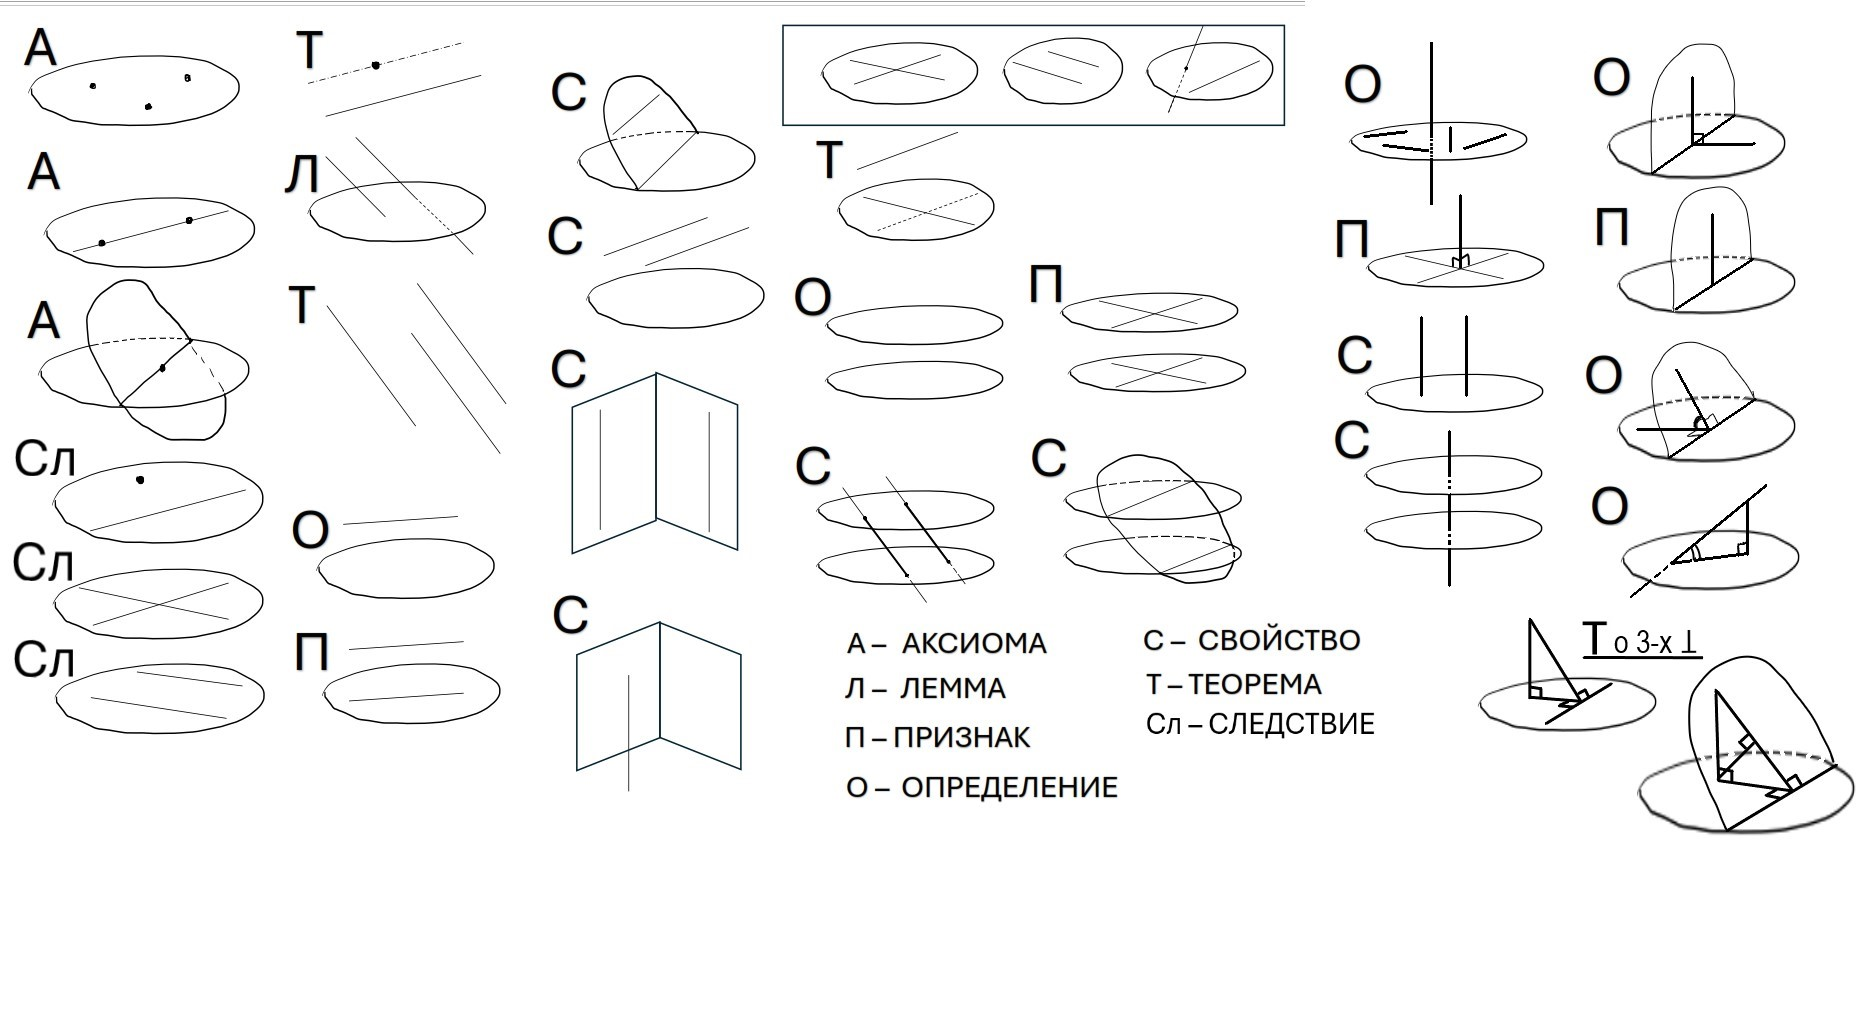 А
А
А
Сл
Сл
Сл
Т
Л
Т
О
П
С
С
С
С
Т
О
П
С
С
О
П
С
С
О
П
О
О
Т о 3-х ⊥
А – АКСИОМА
Л – ЛЕММА
П – ПРИЗНАК
О – ОПРЕДЕЛЕНИЕ
С – СВОЙСТВО
Т – ТЕОРЕМА
Сл – СЛЕДСТВИЕ